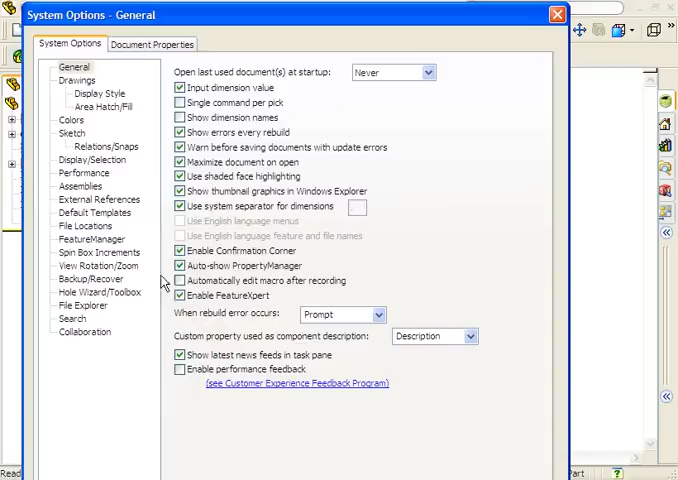 System Options - General
System Options
Document Properties
General
Drawings
Display Style
Area Hatch/Fill
Colors
Sketch
Relations/Snaps
Display/Selection
Performance
Assemblies
External References
Default Templates
File Locations
FeatureManager
Spin Box Increments
View Rotation/Zoom
Backup/Recover
Hole Wizard/Toolbox
File Explorer
Search
Collaboration
Open last used document(s) at startup: Never
Input dimension value
Single command per pick
Show dimension names
Show errors every rebuild
Warn before saving documents with update errors
Maximize document on open
Use shaded face highlighting
Show thumbnail graphics in Windows Explorer
Use system separator for dimensions
Use English language menus
Use English language feature and file names
Enable Confirmation Corner
Auto-show PropertyManager
Automatically edit macro after recording
Enable FeatureXpert
When rebuild error occurs: Prompt
Custom property used as component description: Description
Show latest news feeds in task pane
Enable performance feedback
(see Customer Experience Feedback Program)
Read
Part